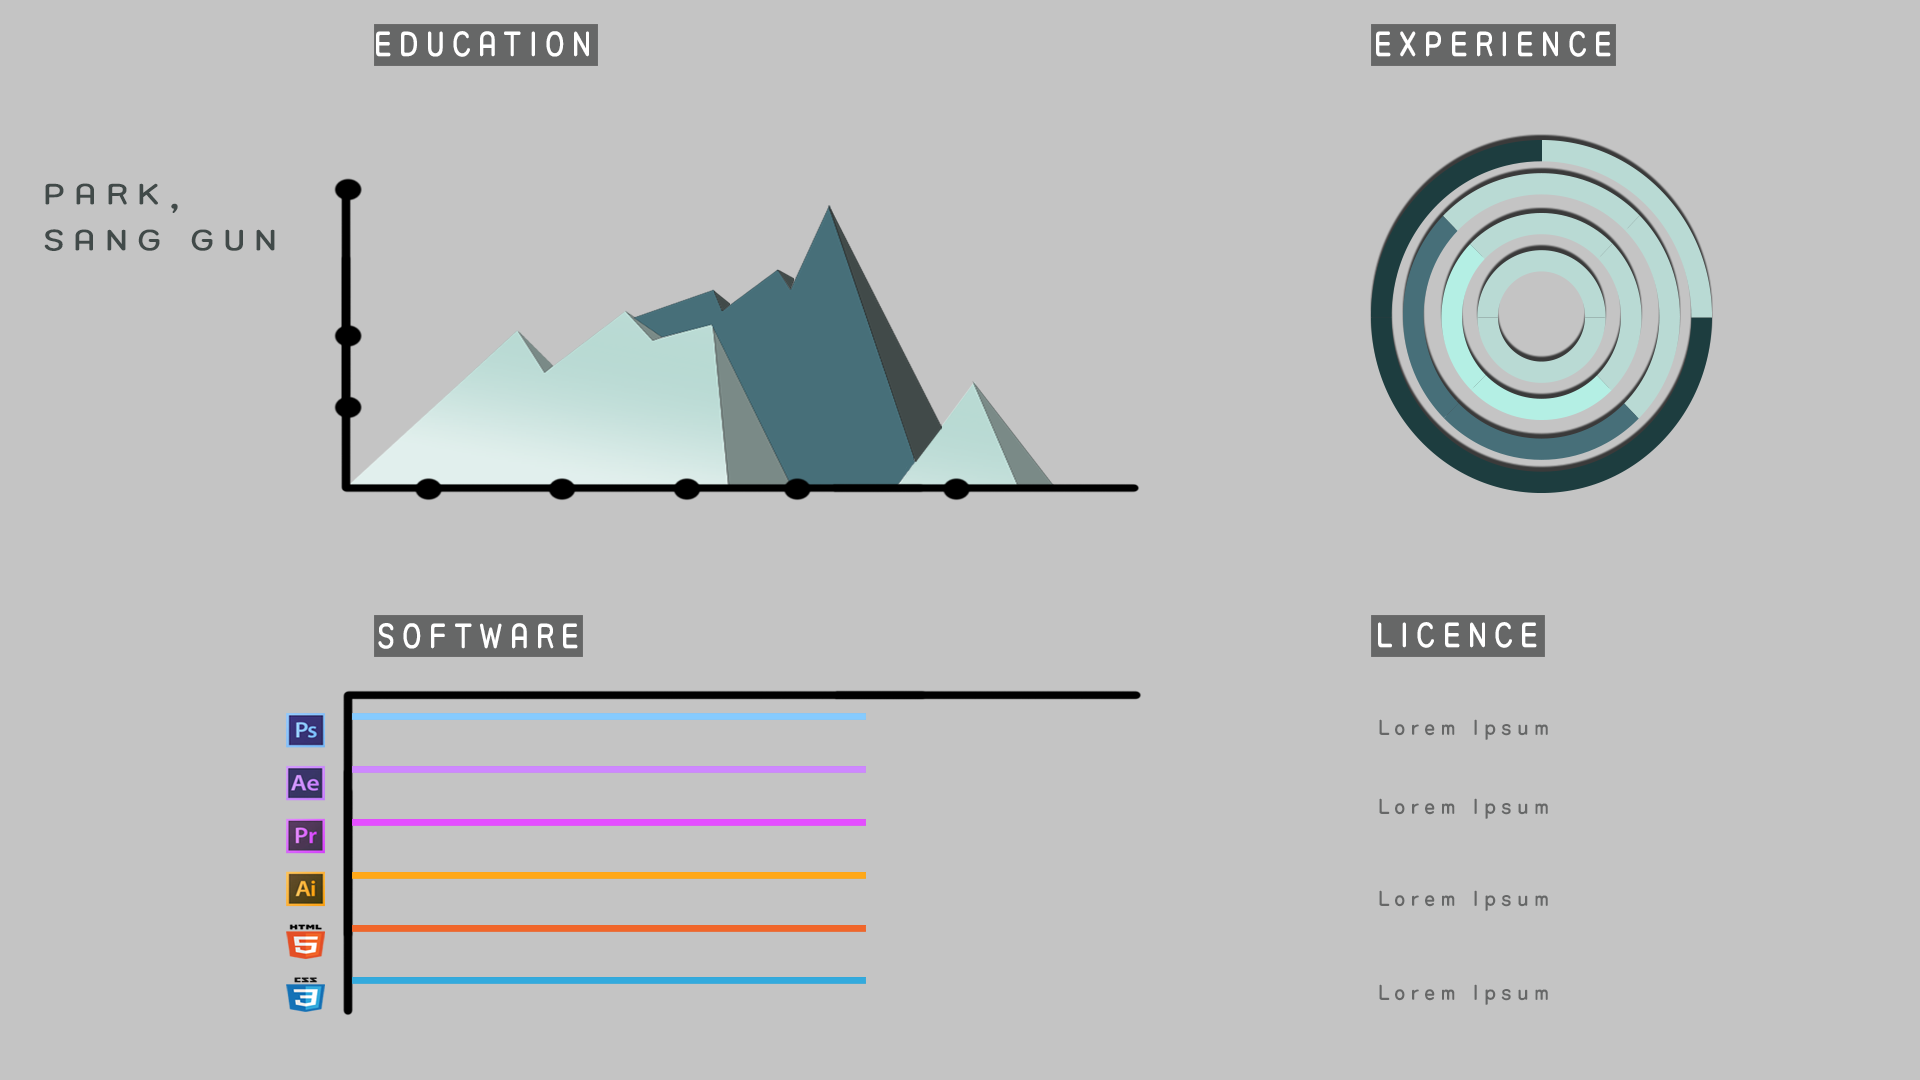 EDUCATION
EXPERIENCE
PARK,
SANG GUN
SOFTWARE
LICENCE
Ps
Ae
Pr
Ai
HTML
5
CSS
3
Lorem Ipsum
Lorem Ipsum
Lorem Ipsum
Lorem Ipsum